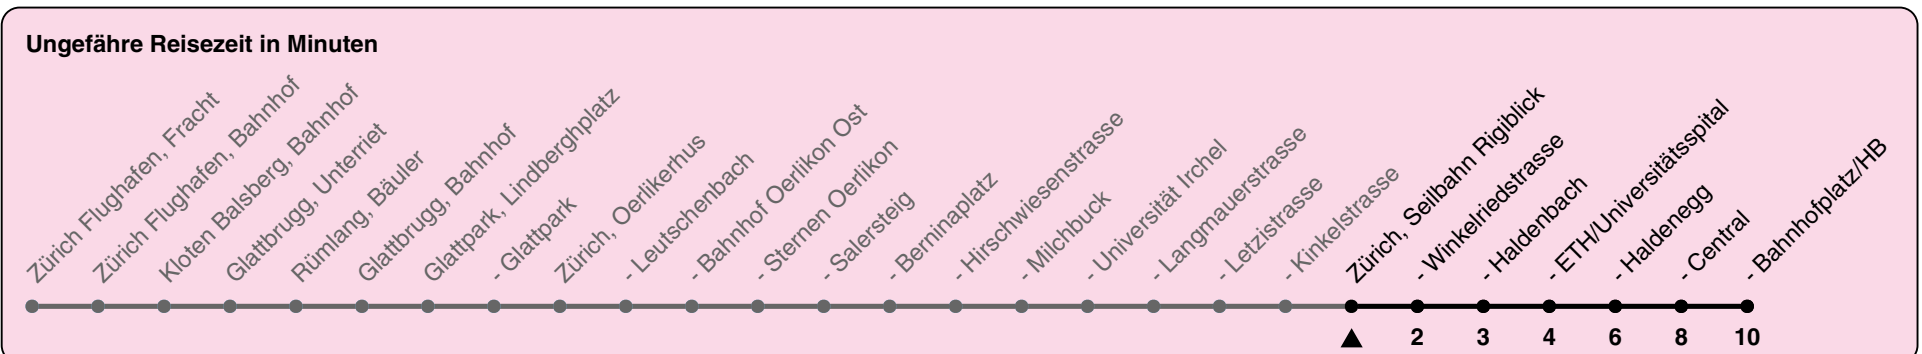 Ungefähre Reisezeit in Minuten
Zürich Flughafen, Fracht
Zürich Flughafen, Bahnhof
Kloten Balsberg, Bahnhof
Glattbrugg, Unterriet
Rümlang, Bäuler
Glattbrugg, Bahnhof
Glattpark, Lindberghplatz
- Glattpark
Zürich, Oerlikerhus
- Leutschenbach
- Bahnhof Oerlikon Ost
- Sternen Oerlikon
- Salersteig
- Berninaplatz
- Hirschwiesenstrasse
- Milchbuck
- Universität Irchel
- Langmauerstrasse
- Letzistrasse
- Kinkelstrasse
Zürich, Seilbahn Rigiblick
- Winkelriedstrasse
- Haldenbach
- ETH/Universitätsspital
- Haldenegg
- Central
- Bahnhofplatz/HB
2 3 4 6 8 10